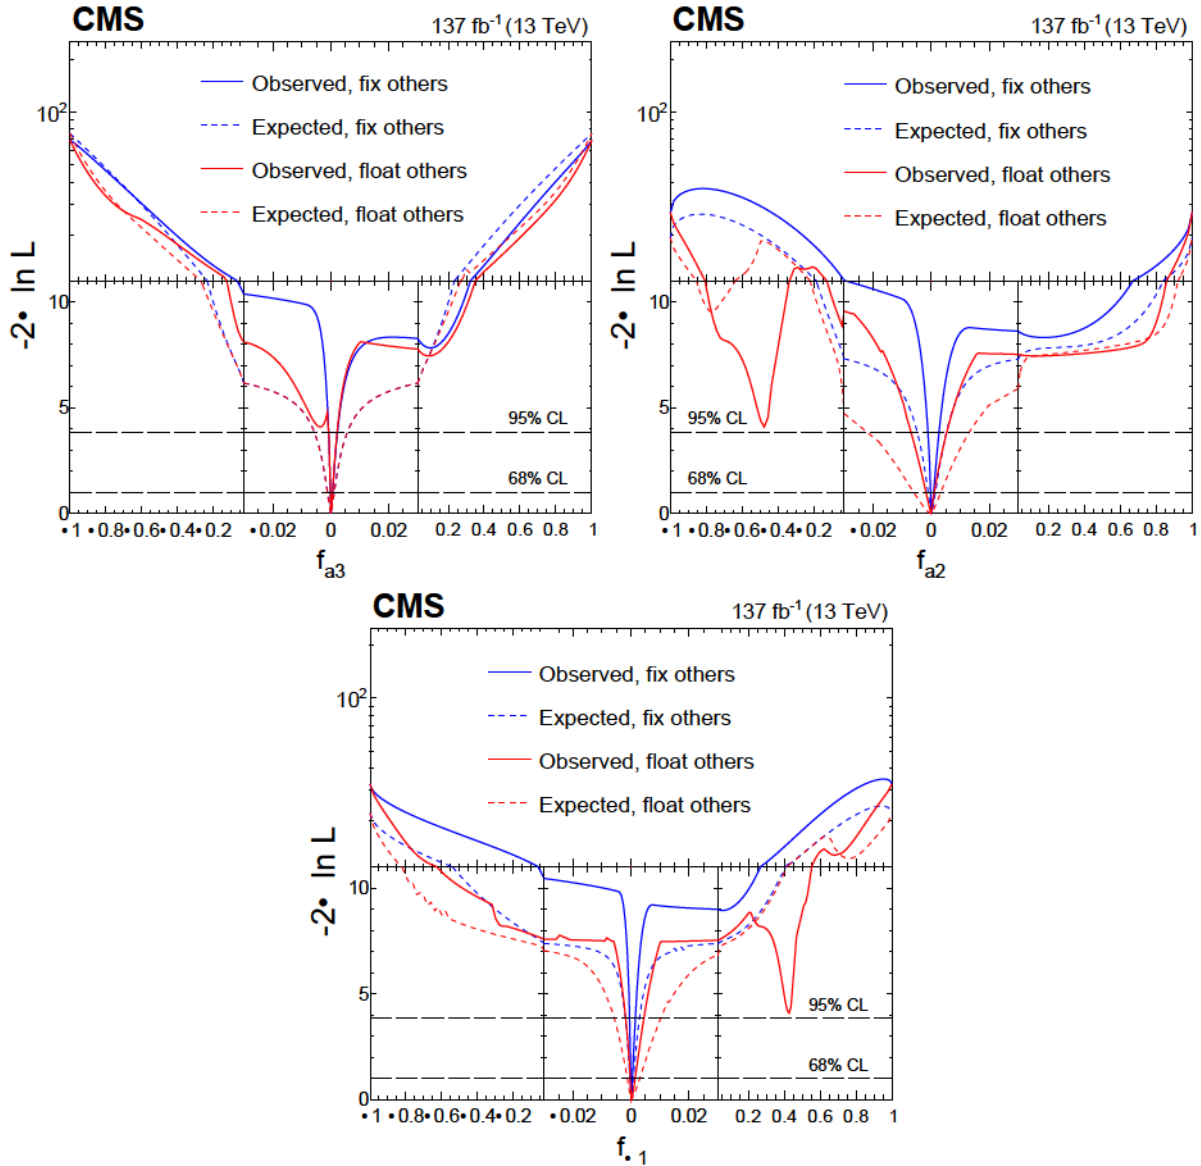 CMS 137 fb⁻¹ (13 TeV)
Observed, fix others
Expected, fix others
Observed, float others
Expected, float others
10²
10
5
0
-2• ln L
95% CL
68% CL
•1 •0.8 •0.6 •0.4 •0.2 •0.02 0 0.02 0.2 0.4 0.6 0.8 1
f_a3
CMS 137 fb⁻¹ (13 TeV)
Observed, fix others
Expected, fix others
Observed, float others
Expected, float others
10²
10
5
0
-2• ln L
95% CL
68% CL
•1 •0.8 •0.6 •0.4 •0.2 •0.02 0 0.02 0.2 0.4 0.6 0.8 1
f_a2
CMS 137 fb⁻¹ (13 TeV)
Observed, fix others
Expected, fix others
Observed, float others
Expected, float others
10²
10
5
0
-2• ln L
95% CL
68% CL
•1 •0.8 •0.6 •0.4 •0.2 •0.02 0 0.02 0.2 0.4 0.6 0.8 1
f_•1